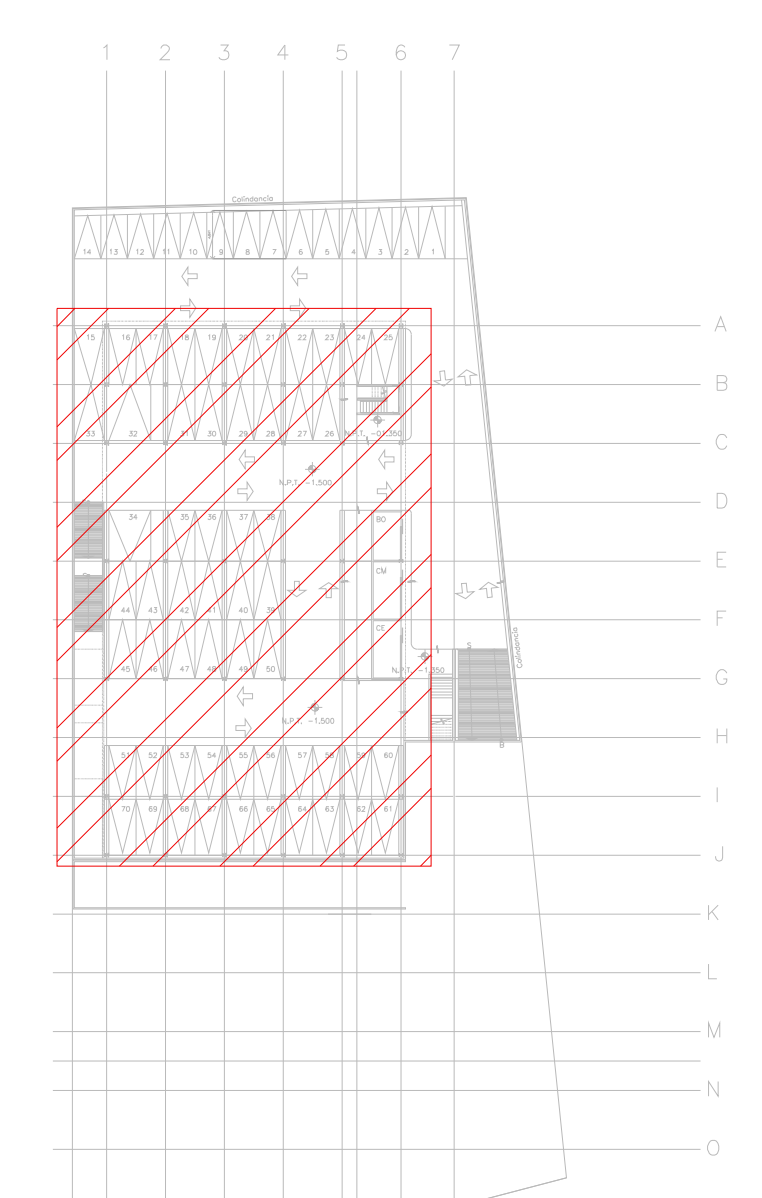 1 2 3 4 5 6 7
Colindancia
14 13 12 11 10 9 8 7 6 5 4 3 2 1
A
15 16 17 18 19 20 21 22 23 24 25
B
33 32 31 30 29 28 27 26 N.P.T. -01,350
C
N.P.T. -1,500
D
34 35 36 37 38 BO
E
CM
44 43 42 41 40 39
F
CE
Colindancia
S
45 46 47 48 49 50 N.P.T. -1,350
G
N.P.T. -1,500
H
B
51 52 53 54 55 56 57 58 59 60
I
70 69 68 67 66 65 64 63 62 61
J
K
L
M
N
O